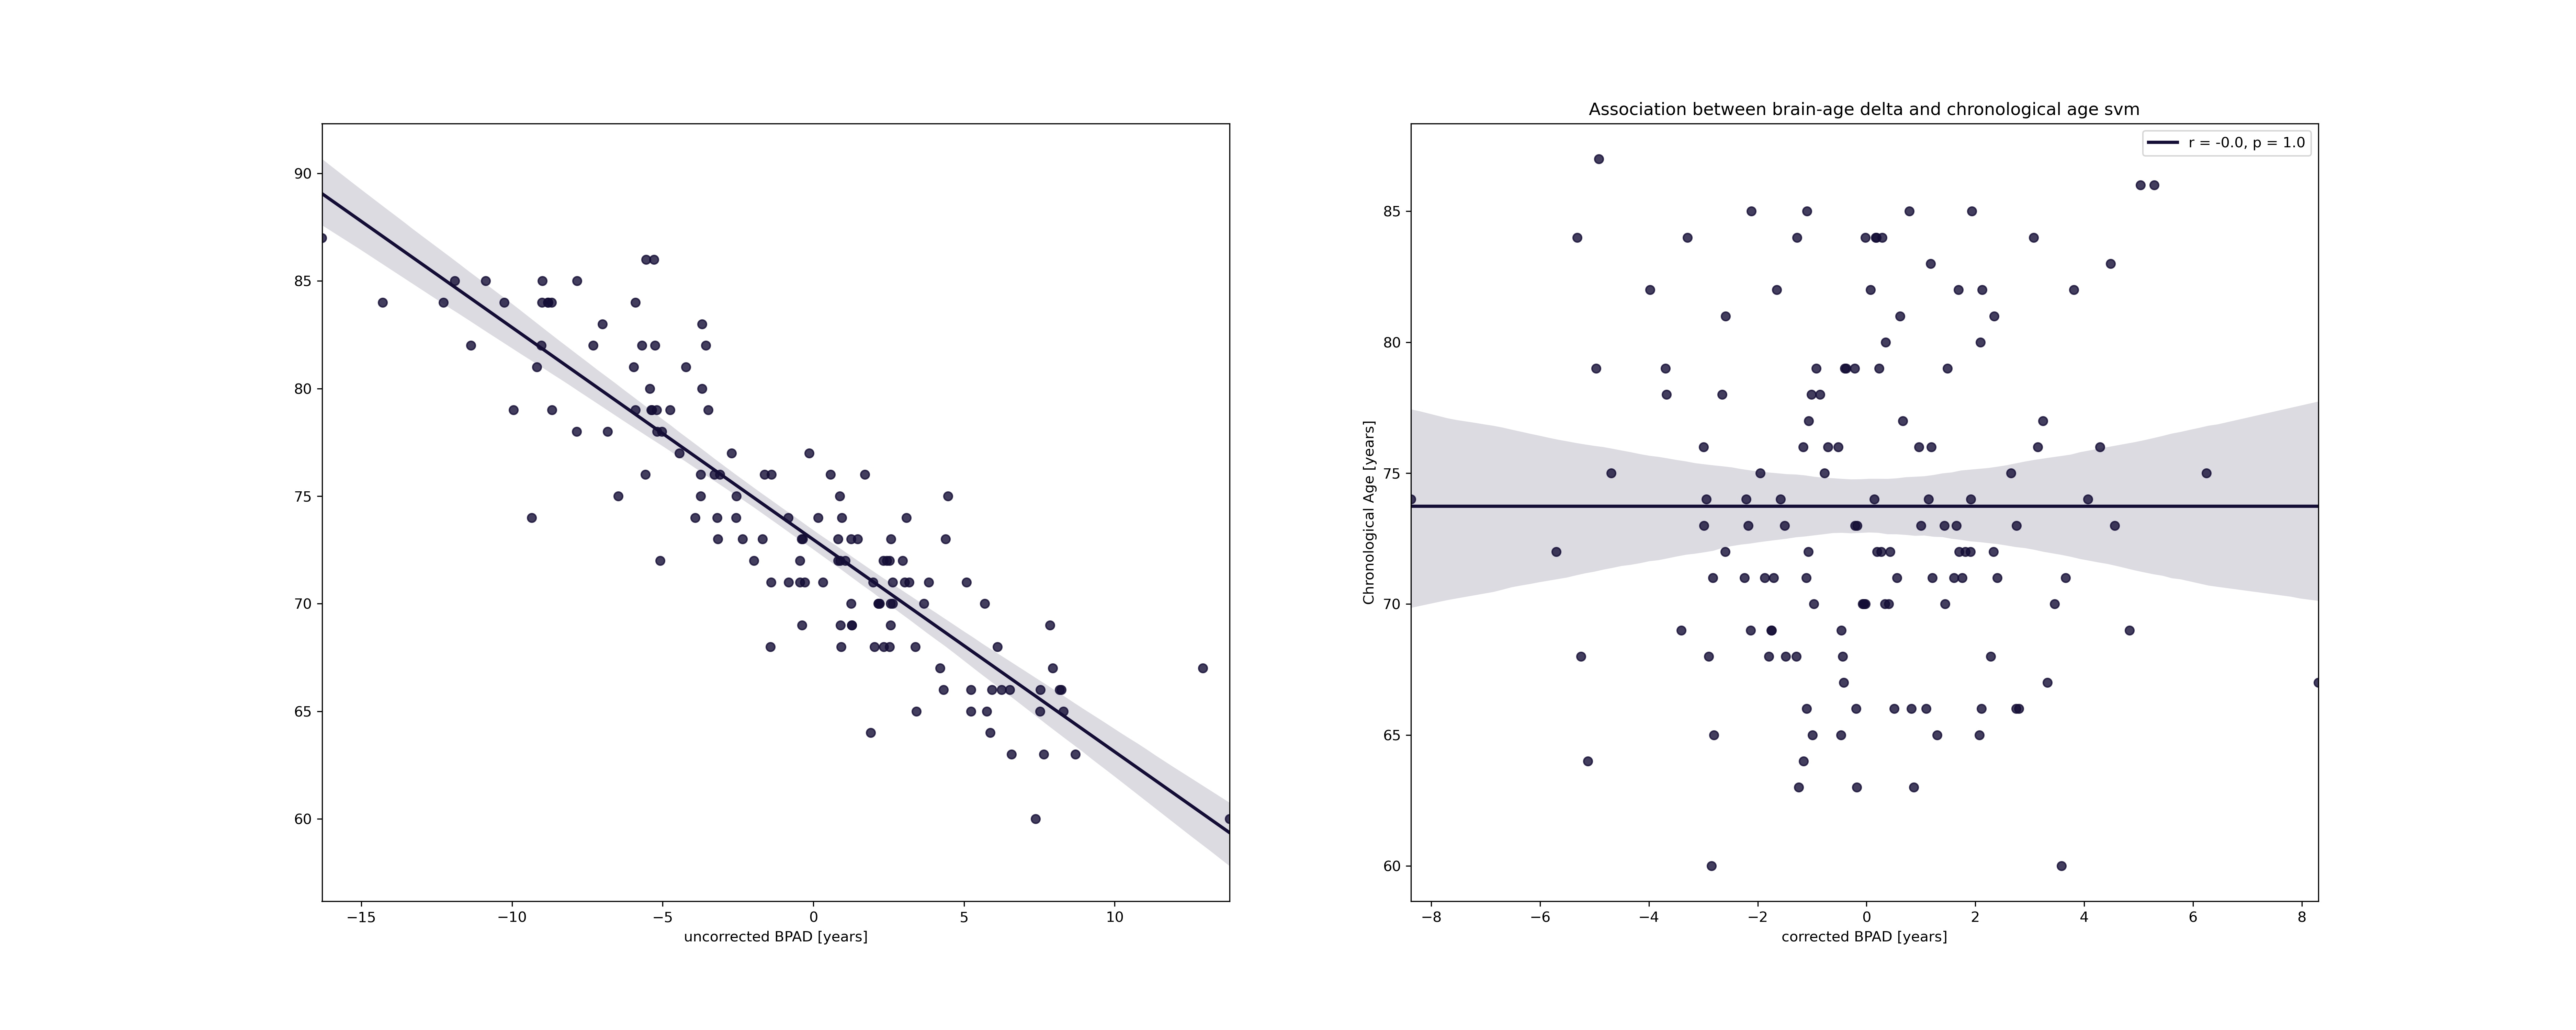 90
85
80
75
70
65
60
−15 −10 −5 0 5 10
uncorrected BPAD [years]
Association between brain-age delta and chronological age svm
r = -0.0, p = 1.0
Chronological Age [years]
85
80
75
70
65
60
−8 −6 −4 −2 0 2 4 6 8
corrected BPAD [years]